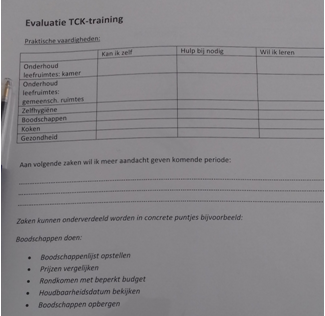 Evaluatie TCK-training
Praktische vaardigheden:
Kan ik zelf Hulp bij nodig Wil ik leren
Onderhoud
leefruimtes: kamer
Onderhoud
leefruimtes:
gemeensch. ruimtes
Zelfhygiëne
Boodschappen
Koken
Gezondheid
Aan volgende zaken wil ik meer aandacht geven komende periode:
Zaken kunnen onderverdeeld worden in concrete puntjes bijvoorbeeld:
Boodschappen doen:
Boodschappenlijst opstellen
Prijzen vergelijken
Rondkomen met beperkt budget
Houdbaarheidsdatum bekijken
Boodschappen opbergen